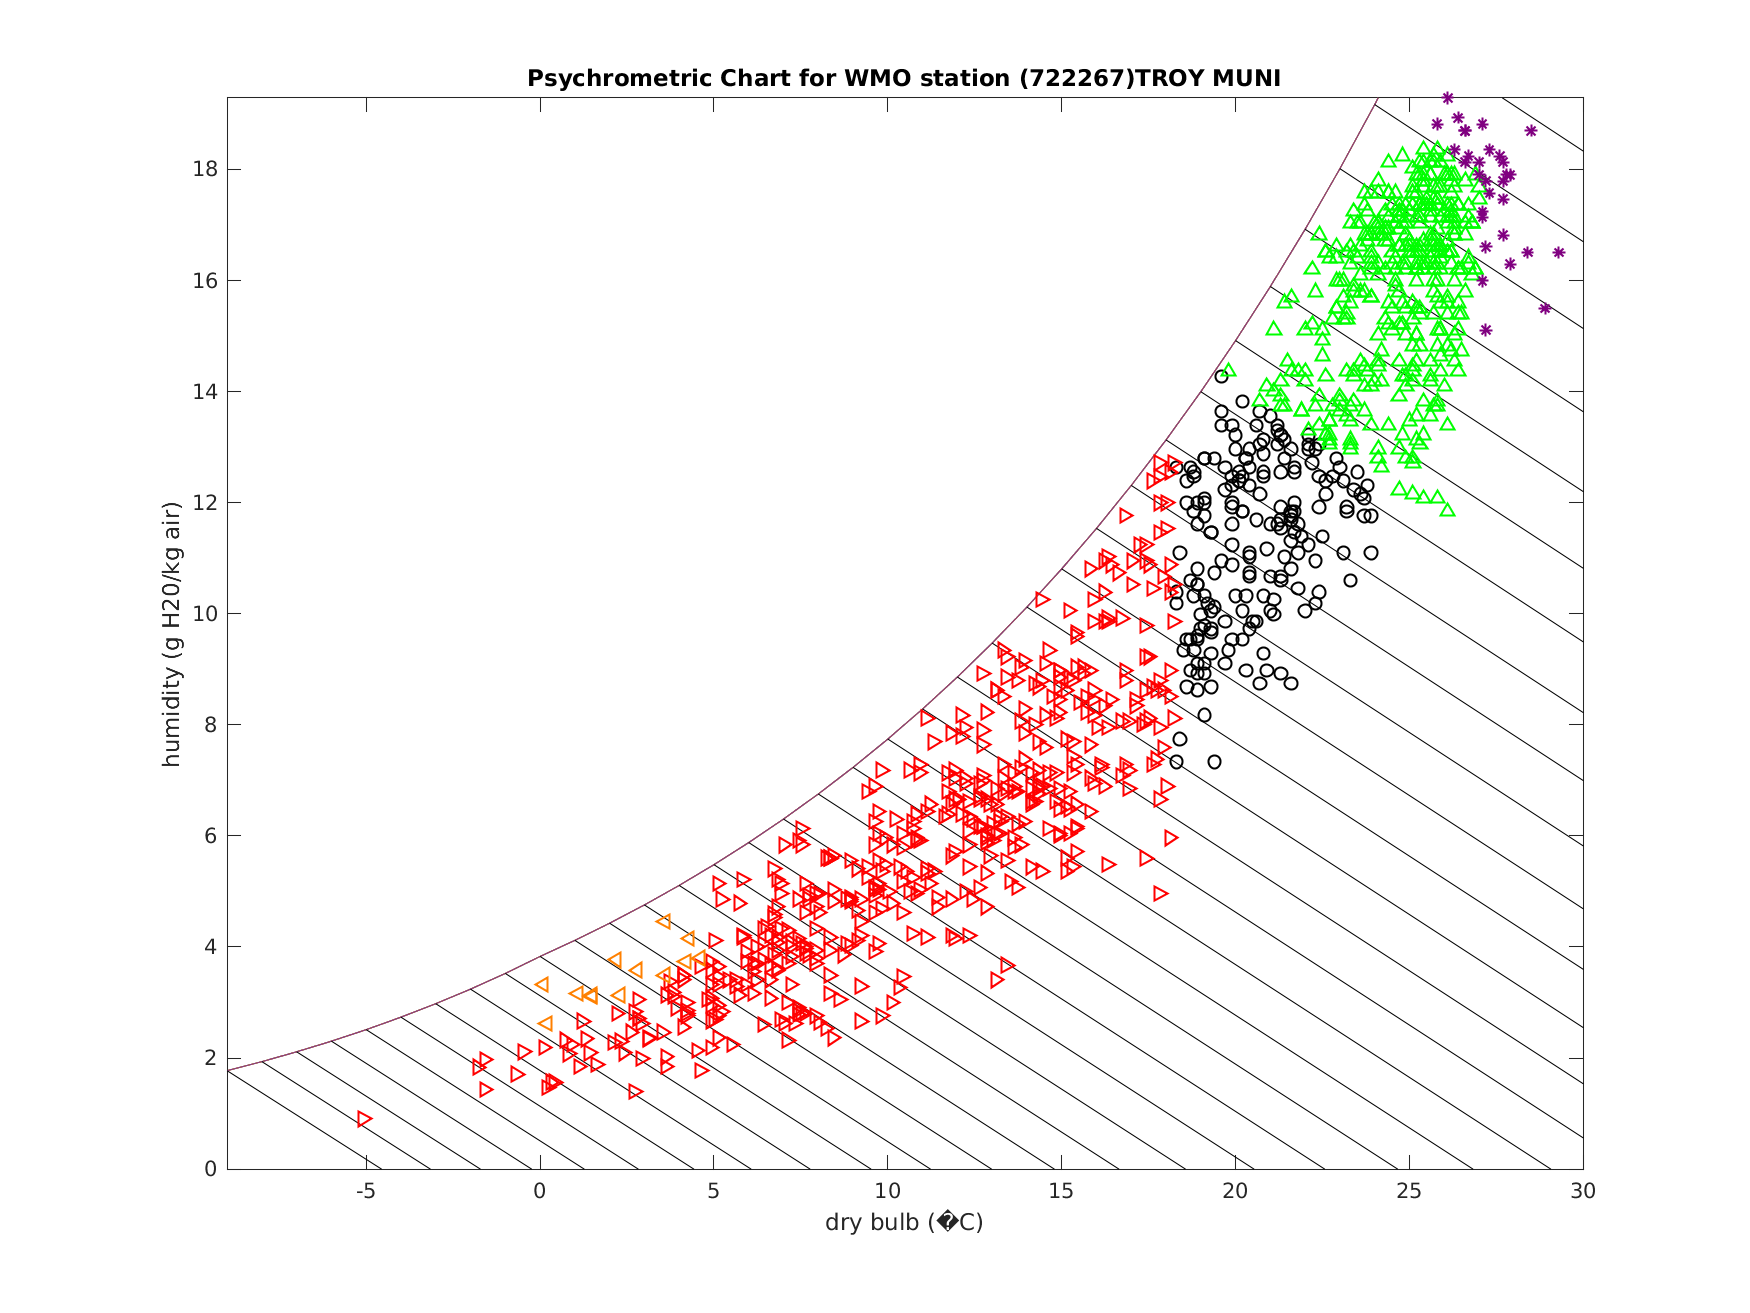 Psychrometric Chart for WMO station (722267)TROY MUNI
humidity (g H20/kg air)
18
16
14
12
10
8
6
4
2
0
-5 0 5 10 15 20 25 30
dry bulb (�C)